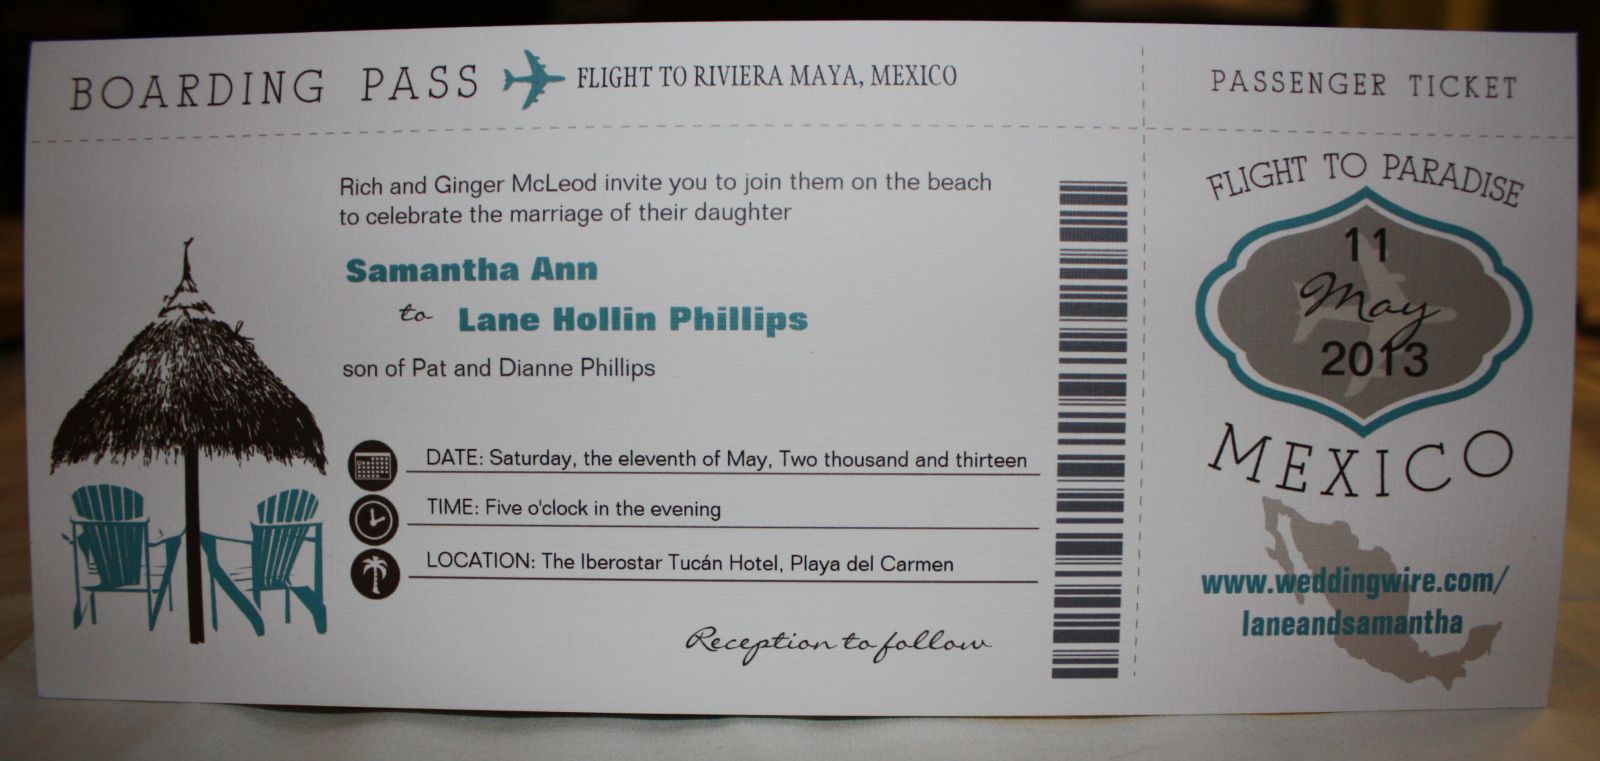 BOARDING PASS FLIGHT TO RIVIERA MAYA, MEXICO
Rich and Ginger McLeod invite you to join them on the beach
to celebrate the marriage of their daughter
Samantha Ann
to Lane Hollin Phillips
son of Pat and Dianne Phillips
DATE: Saturday, the eleventh of May, Two thousand and thirteen
TIME: Five o'clock in the evening
LOCATION: The Iberostar Tucán Hotel, Playa del Carmen
Reception to follow
PASSENGER TICKET
FLIGHT TO PARADISE
11
May
2013
MEXICO
www.weddingwire.com/
laneandsamantha